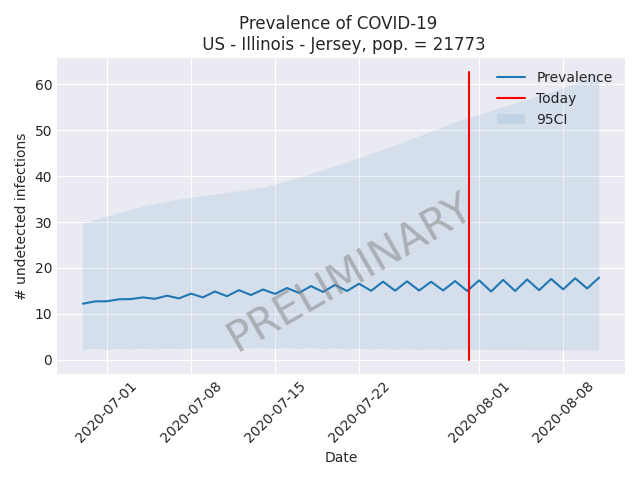 Prevalence of COVID-19
US - Illinois - Jersey, pop. = 21773
# undetected infections
60
50
40
30
20
10
0
Prevalence
Today
95CI
PRELIMINARY
2020-07-01
2020-07-08
2020-07-15
2020-07-22
2020-08-01
2020-08-08
Date